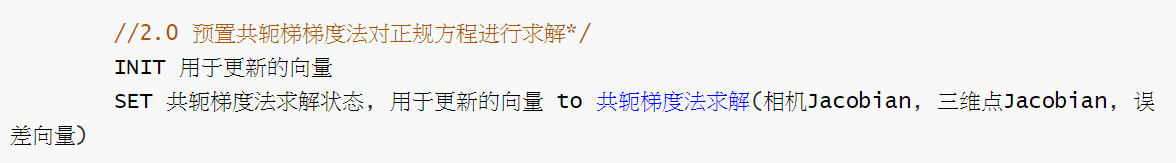 //2.0 预置共轭梯梯度法对正规方程进行求解*/
INIT 用于更新的向量
SET 共轭梯度法求解状态, 用于更新的向量 to 共轭梯度法求解(相机Jacobian, 三维点Jacobian, 误
差向量)